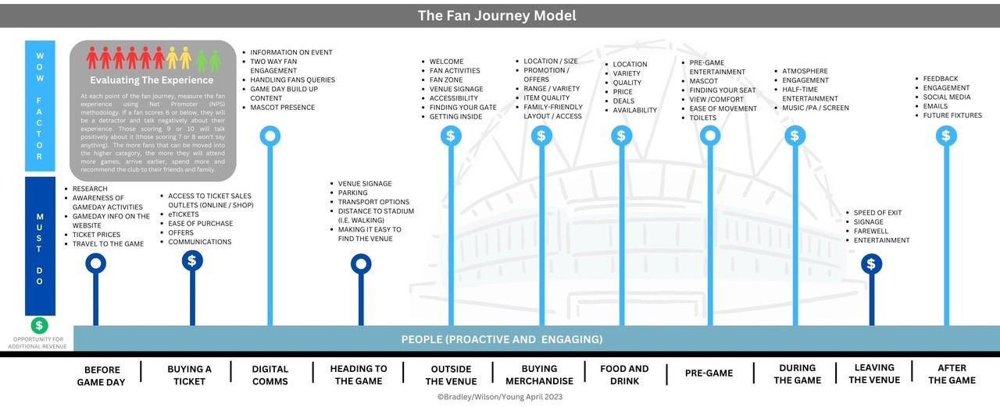 The Fan Journey Model
WOW FACTOR
MUST DO
$
OPPORTUNITY FOR
ADDITIONAL REVENUE
Evaluating The Experience
At each point of the fan journey, measure the fan
experience using Net Promoter (NPS)
methodology. If a fan scores 6 or below, they will
be a detractor and talk negatively about their
experience. Those scoring 9 or 10 will talk
positively about it (those scoring 7 or 8 won't say
anything). The more fans that can be moved into
the higher category, the more they will attend
more games, arrive earlier, spend more and
recommend the club to their friends and family.
• RESEARCH
• AWARENESS OF
GAMEDAY ACTIVITIES
• GAMEDAY INFO ON THE
WEBSITE
• TICKET PRICES
• TRAVEL TO THE GAME
• ACCESS TO TICKET SALES
OUTLETS (ONLINE / SHOP)
• eTICKETS
• EASE OF PURCHASE
• OFFERS
• COMMUNICATIONS
$
• INFORMATION ON EVENT
• TWO WAY FAN
ENGAGEMENT
• HANDLING FANS QUERIES
• GAME DAY BUILD UP
CONTENT
• MASCOT PRESENCE
• VENUE SIGNAGE
• PARKING
• TRANSPORT OPTIONS
• DISTANCE TO STADIUM
(I.E. WALKING)
• MAKING IT EASY TO
FIND THE VENUE
• WELCOME
• FAN ACTIVITIES
• FAN ZONE
• VENUE SIGNAGE
• ACCESSIBILITY
• FINDING YOUR GATE
• GETTING INSIDE
$
• LOCATION / SIZE
• PROMOTION /
OFFERS
• RANGE / VARIETY
• ITEM QUALITY
• FAMILY-FRIENDLY
LAYOUT / ACCESS
$
• LOCATION
• VARIETY
• QUALITY
• PRICE
• DEALS
• AVAILABILITY
$
• PRE-GAME
ENTERTAINMENT
• MASCOT
• FINDING YOUR SEAT
• VIEW /COMFORT
• EASE OF MOVEMENT
• TOILETS
• ATMOSPHERE
• ENGAGEMENT
• HALF-TIME
ENTERTAINMENT
• MUSIC /PA / SCREEN
$
• SPEED OF EXIT
• SIGNAGE
• FAREWELL
• ENTERTAINMENT
$
• FEEDBACK
• ENGAGEMENT
• SOCIAL MEDIA
• EMAILS
• FUTURE FIXTURES
$
PEOPLE (PROACTIVE AND ENGAGING)
BEFORE
GAME DAY
BUYING A
TICKET
DIGITAL
COMMS
HEADING TO
THE GAME
OUTSIDE
THE VENUE
BUYING
MERCHANDISE
FOOD AND
DRINK
PRE-GAME
DURING
THE GAME
LEAVING
THE VENUE
AFTER
THE GAME
©Bradley/Wilson/Young April 2023